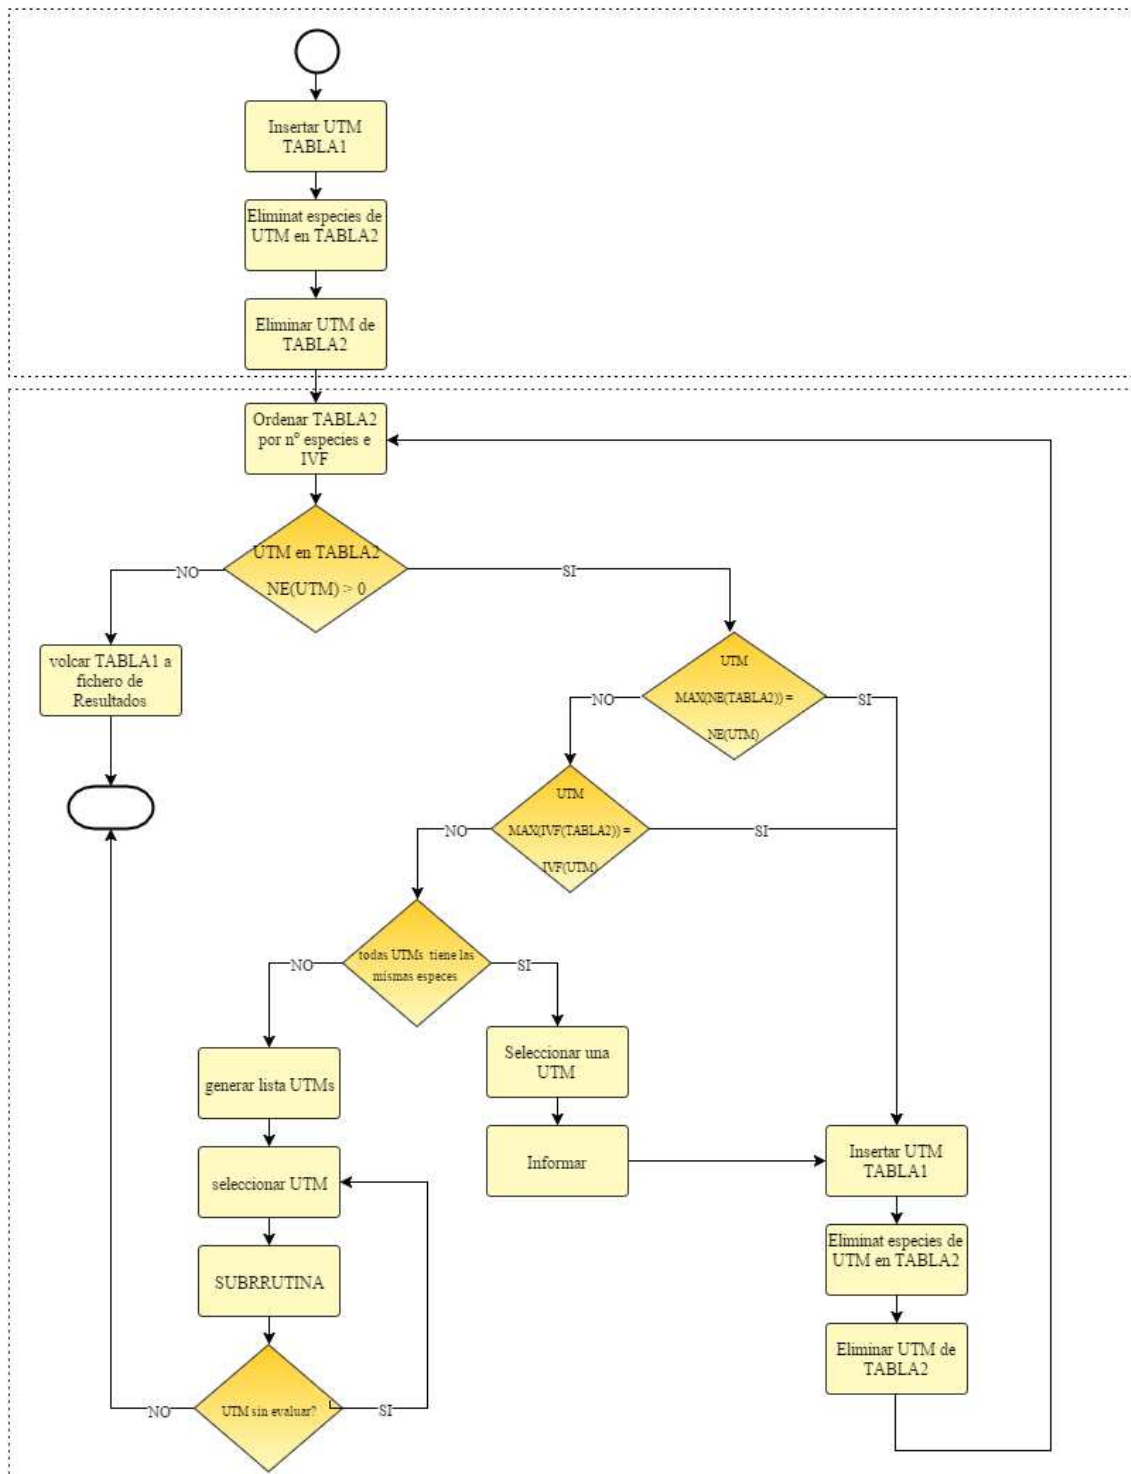 Insertar UTM
TABLA1
Eliminat especies de
UTM en TABLA2
Eliminar UTM de
TABLA2
Ordenar TABLA2
por nº especies e
IVF
UTM en TABLA2
NE(UTM) > 0
NO
SI
volcar TABLA1 a
fichero de
Resultados
UTM
MAX(NE(TABLA2)) =
NE(UTM)
NO
SI
UTM
MAX(IVF(TABLA2)) =
IVF(UTM)
NO
SI
todas UTMs tiene las
mismas especes
NO
SI
Seleccionar una
UTM
generar lista UTMs
Informar
Insertar UTM
TABLA1
seleccionar UTM
Eliminat especies de
UTM en TABLA2
SUBRRUTINA
Eliminar UTM de
TABLA2
UTM sin evaluar?
NO
SI